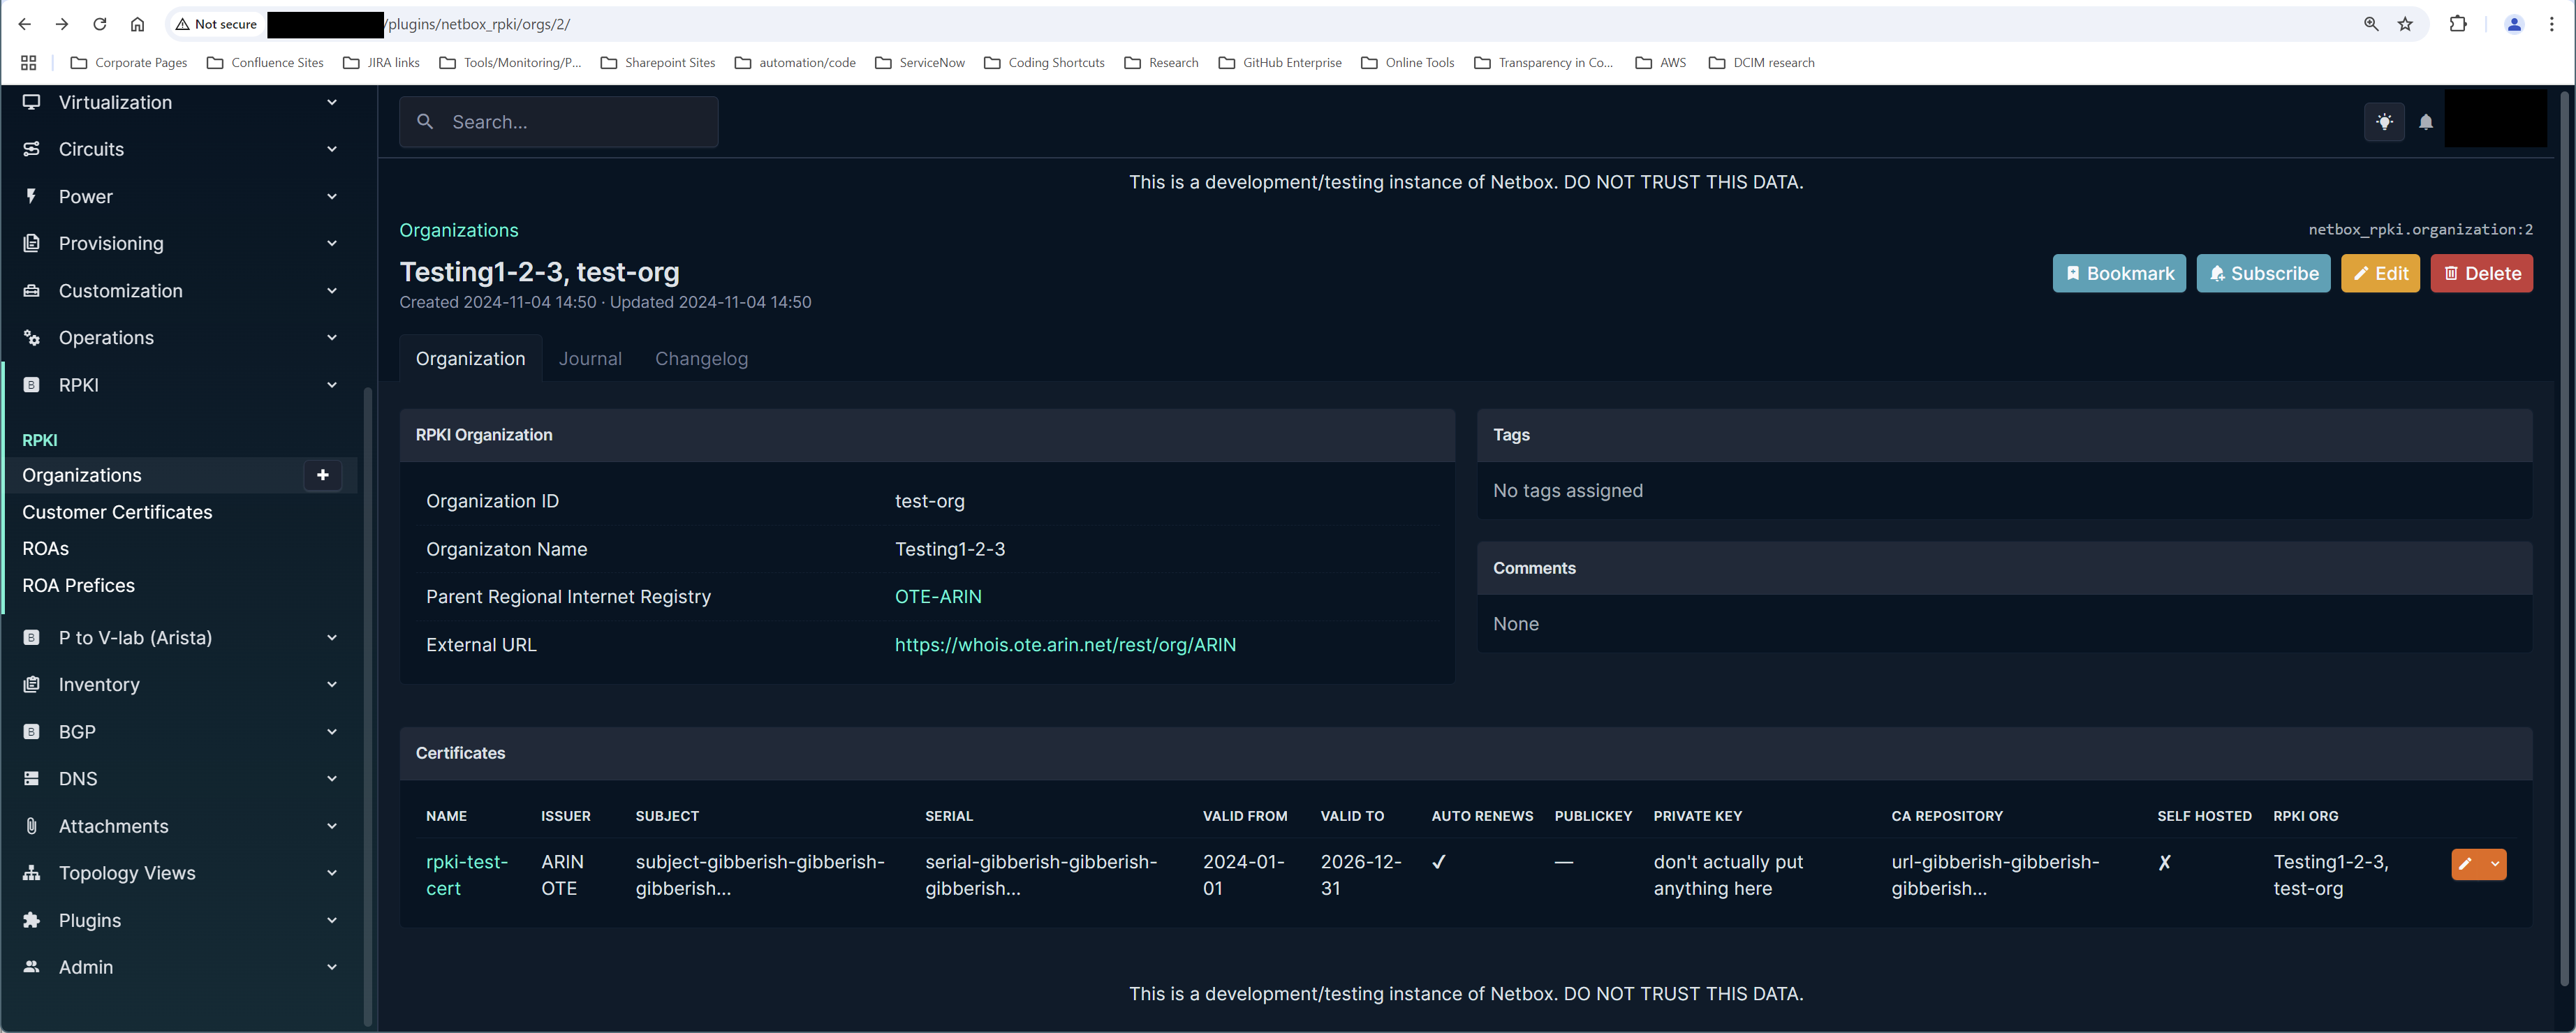 Not secure /plugins/netbox_rpki/orgs/2/
Corporate Pages Confluence Sites JIRA links Tools/Monitoring/P... Sharepoint Sites automation/code ServiceNow Coding Shortcuts Research GitHub Enterprise Online Tools Transparency in Co... AWS DCIM research
Virtualization
Circuits
Power
Provisioning
Customization
Operations
B RPKI
RPKI
Organizations
Customer Certificates
ROAs
ROA Prefices
B P to V-lab (Arista)
Inventory
B BGP
DNS
Attachments
Topology Views
Plugins
Admin
Search...
This is a development/testing instance of Netbox. DO NOT TRUST THIS DATA.
Organizations
netbox_rpki.organization:2
Testing1-2-3, test-org
Bookmark Subscribe Edit Delete
Created 2024-11-04 14:50 · Updated 2024-11-04 14:50
Organization Journal Changelog
RPKI Organization
Organization ID test-org
Organizaton Name Testing1-2-3
Parent Regional Internet Registry OTE-ARIN
External URL https://whois.ote.arin.net/rest/org/ARIN
Tags
No tags assigned
Comments
None
Certificates
NAME ISSUER SUBJECT SERIAL VALID FROM VALID TO AUTO RENEWS PUBLICKEY PRIVATE KEY CA REPOSITORY SELF HOSTED RPKI ORG
rpki-test- ARIN subject-gibberish-gibberish- serial-gibberish-gibberish- 2024-01- 2026-12- ✓ — don't actually put url-gibberish-gibberish- ✗ Testing1-2-3,
cert OTE gibberish... gibberish... 01 31 anything here gibberish... test-org
This is a development/testing instance of Netbox. DO NOT TRUST THIS DATA.